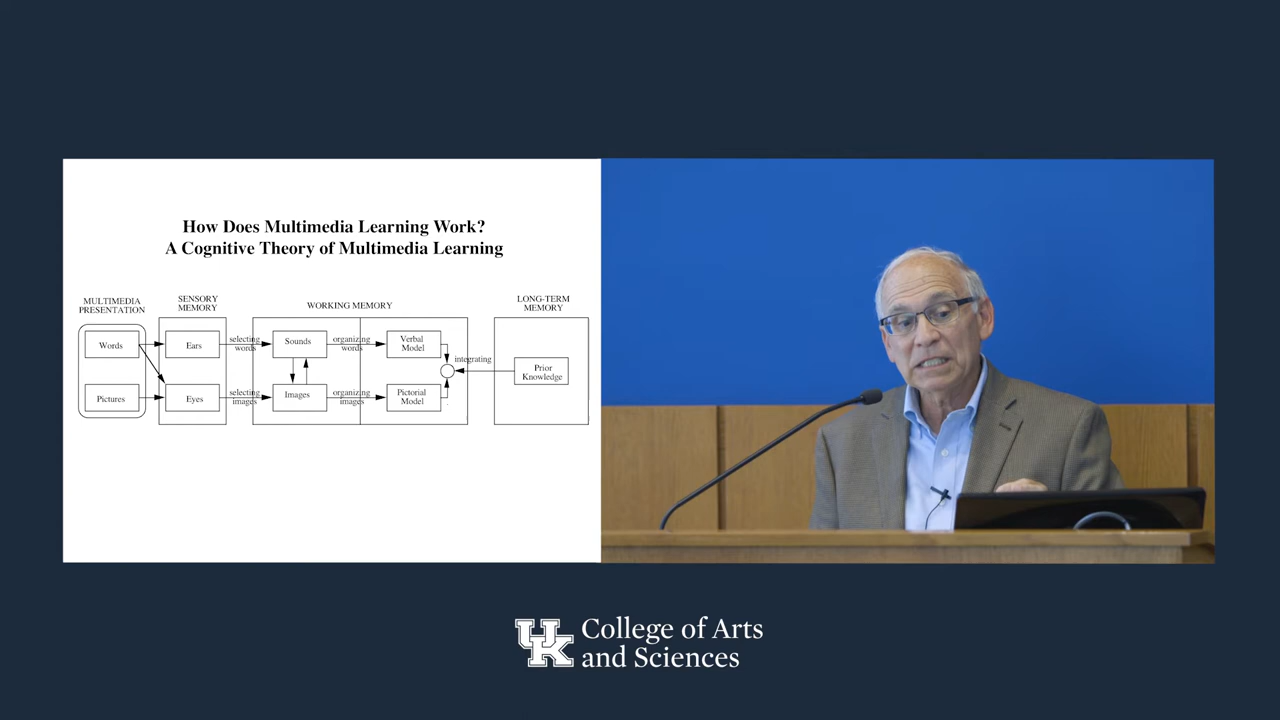 How Does Multimedia Learning Work?
A Cognitive Theory of Multimedia Learning
MULTIMEDIA
PRESENTATION
SENSORY
MEMORY
WORKING MEMORY
LONG-TERM
MEMORY
Words
Ears
selecting
words
Sounds
organizing
words
Verbal
Model
integrating
Prior
Knowledge
Pictures
Eyes
selecting
images
Images
organizing
images
Pictorial
Model
UK
College of Arts
and Sciences